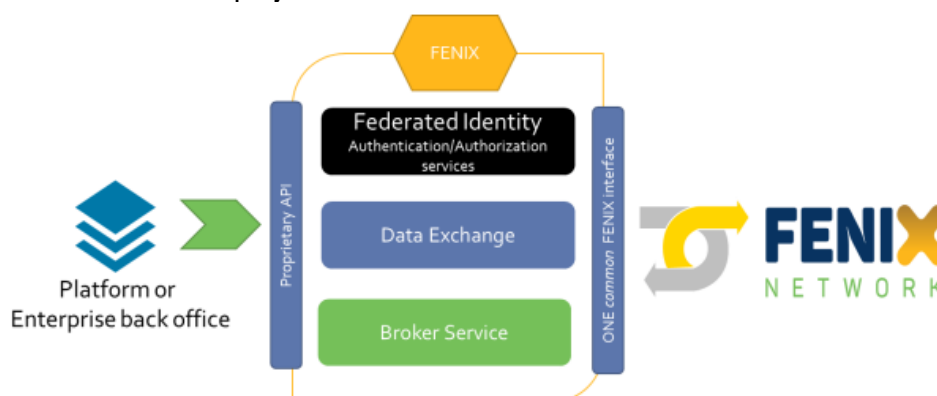 FENIX
Federated Identity
Authentication/Authorization
services
Proprietary API
Data Exchange
ONE common FENIX interface
FENIX
NETWORK
Platform or
Enterprise back office
Broker Service